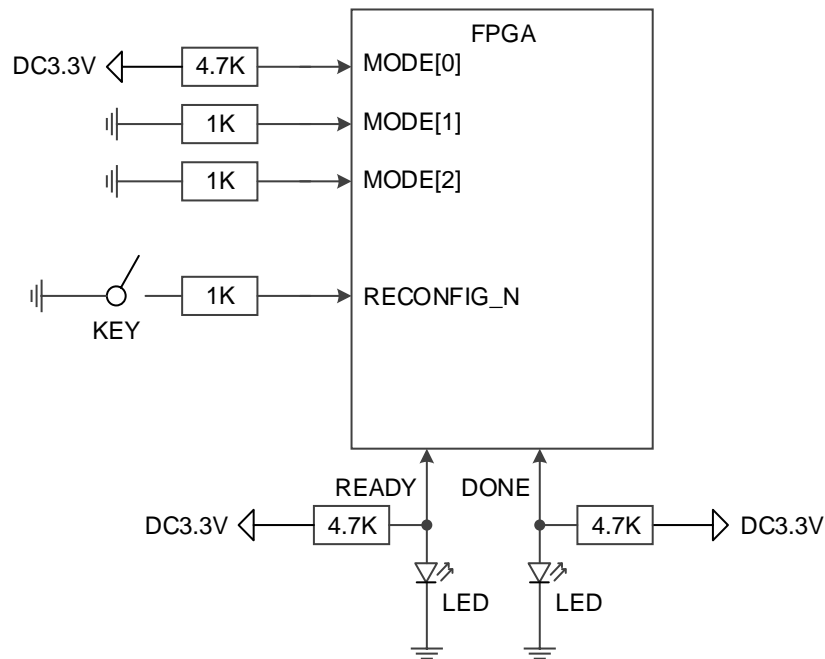 FPGA
DC3.3V 4.7K MODE[0]
1K MODE[1]
1K MODE[2]
1K RECONFIG_N
KEY
READY DONE
DC3.3V 4.7K 4.7K DC3.3V
LED LED